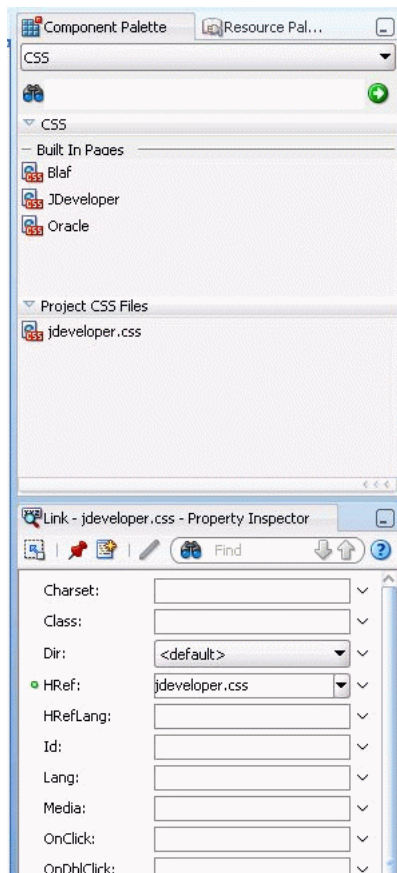 Component Palette
Resource Pal...
CSS
CSS
Built In Pages
Blaf
JDeveloper
Oracle
Project CSS Files
jdeveloper.css
Link - jdeveloper.css - Property Inspector
Find
Charset:
Class:
Dir: <default>
HRef: jdeveloper.css
HRefLang:
Id:
Lang:
Media:
OnClick:
OnDblClick: